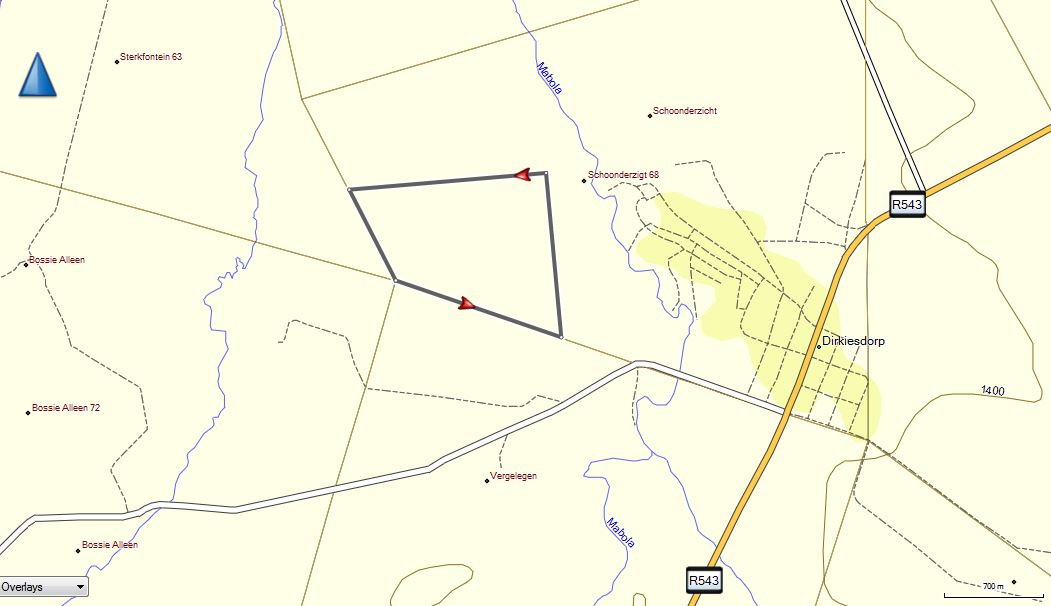 Sterkfontein 63
Mabola
Schoonderzicht
Schoonderzigt 68
R543
Bossie Alleen
Dirkiesdorp
1400
Bossie Alleen 72
Vergelegen
Mabola
Bossie Alleen
R543
Overlays
700 m